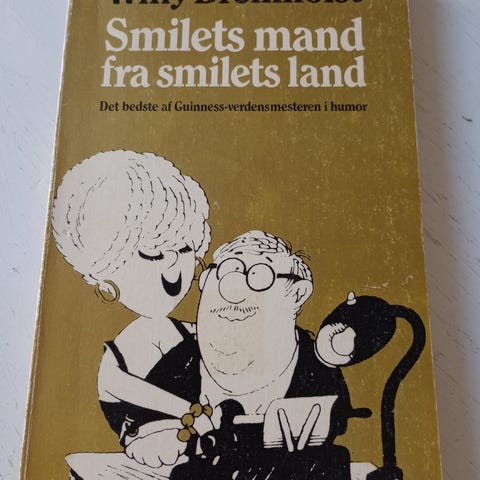 Willy Breinholst
Smilets mand
fra smilets land
Det bedste af Guinness-verdensmesteren i humor